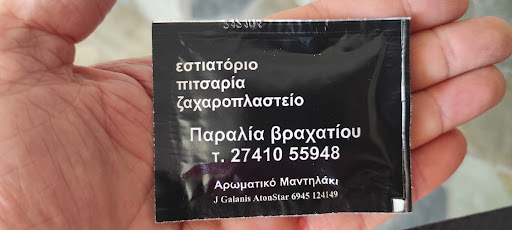 εστιατόριο
πιτσαρία
ζαχαροπλαστείο
Παραλία βραχατίου
τ. 27410 55948
Αρωματικό Μαντηλάκι
J Galanis AtonStar 6945 124149